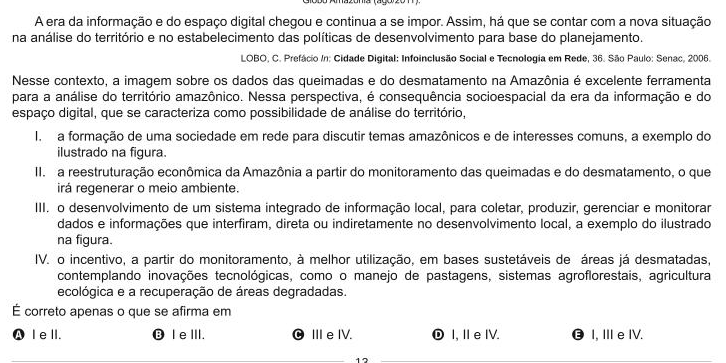 Globo Amazônia (ago/2011).
A era da informação e do espaço digital chegou e continua a se impor. Assim, há que se contar com a nova situação
na análise do território e no estabelecimento das políticas de desenvolvimento para base do planejamento.
LOBO, C. Prefácio In: Cidade Digital: Infoinclusão Social e Tecnologia em Rede, 36. São Paulo: Senac, 2006.
Nesse contexto, a imagem sobre os dados das queimadas e do desmatamento na Amazônia é excelente ferramenta
para a análise do território amazônico. Nessa perspectiva, é consequência socioespacial da era da informação e do
espaço digital, que se caracteriza como possibilidade de análise do território,
I. a formação de uma sociedade em rede para discutir temas amazônicos e de interesses comuns, a exemplo do
ilustrado na figura.
II. a reestruturação econômica da Amazônia a partir do monitoramento das queimadas e do desmatamento, o que
irá regenerar o meio ambiente.
III. o desenvolvimento de um sistema integrado de informação local, para coletar, produzir, gerenciar e monitorar
dados e informações que interfiram, direta ou indiretamente no desenvolvimento local, a exemplo do ilustrado
na figura.
IV. o incentivo, a partir do monitoramento, à melhor utilização, em bases sustetáveis de áreas já desmatadas,
contemplando inovações tecnológicas, como o manejo de pastagens, sistemas agroflorestais, agricultura
ecológica e a recuperação de áreas degradadas.
É correto apenas o que se afirma em
A I e II. B I e III. C III e IV. D I, II e IV. E I, III e IV.
13